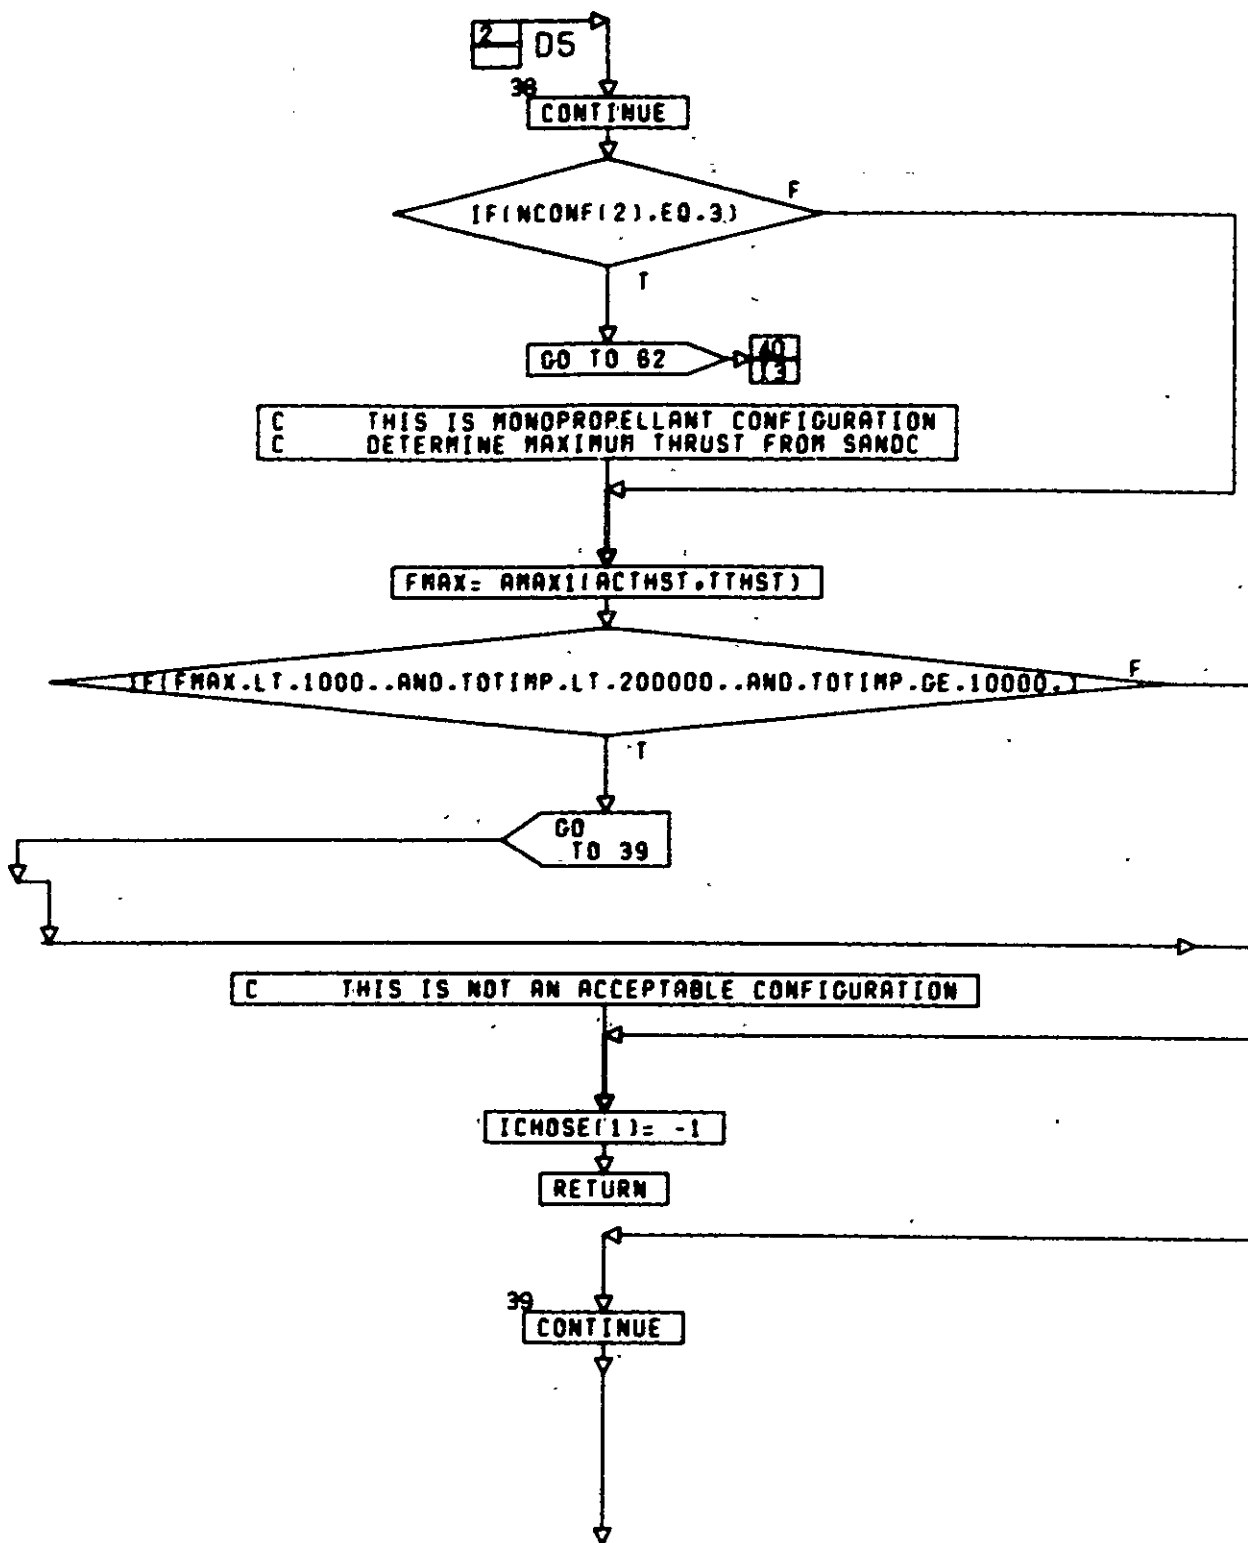 2
D5
38
CONTINUE
IF(NCONF(2).EQ.3)
F
T
GO TO 62
40
13
C THIS IS MONOPROPELLANT CONFIGURATION
C DETERMINE MAXIMUM THRUST FROM SANDC
FMAX= AMAX1(ACTHST,TTHST)
IF(FMAX.LT.1000..AND.TOTIMP.LT.200000..AND.TOTIMP.GE.10000.)
F
T
GO
TO 39
C THIS IS NOT AN ACCEPTABLE CONFIGURATION
ICHOSE(1)= -1
RETURN
39
CONTINUE